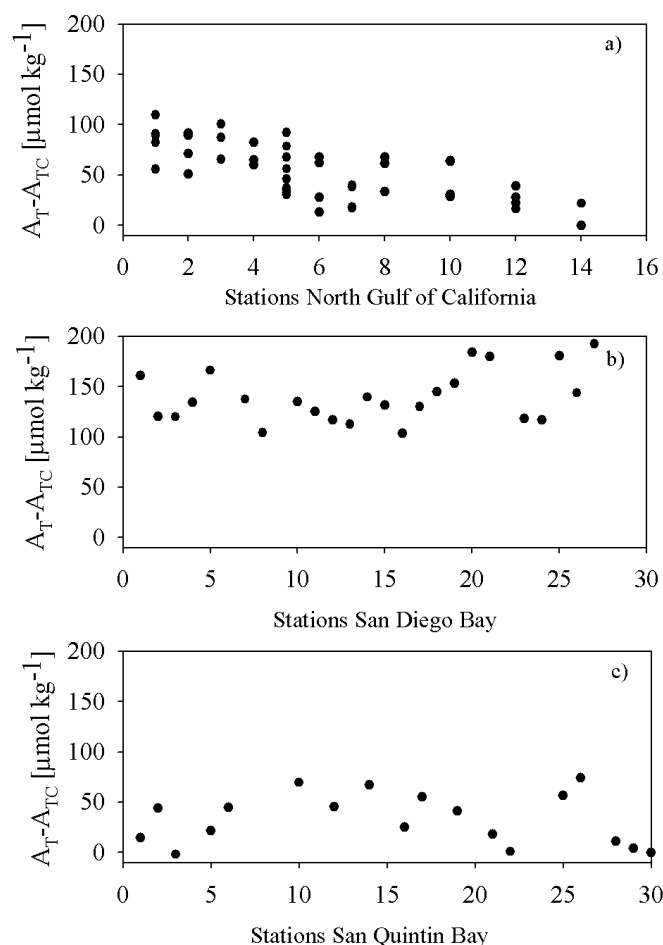 200
a)
150
100
50
0
A_T-A_TC [µmol kg⁻¹]
0 2 4 6 8 10 12 14 16
Stations North Gulf of California
200
b)
150
100
50
0
A_T-A_TC [µmol kg⁻¹]
0 5 10 15 20 25 30
Stations San Diego Bay
200
c)
150
100
50
0
A_T-A_TC [µmol kg⁻¹]
0 5 10 15 20 25 30
Stations San Quintin Bay